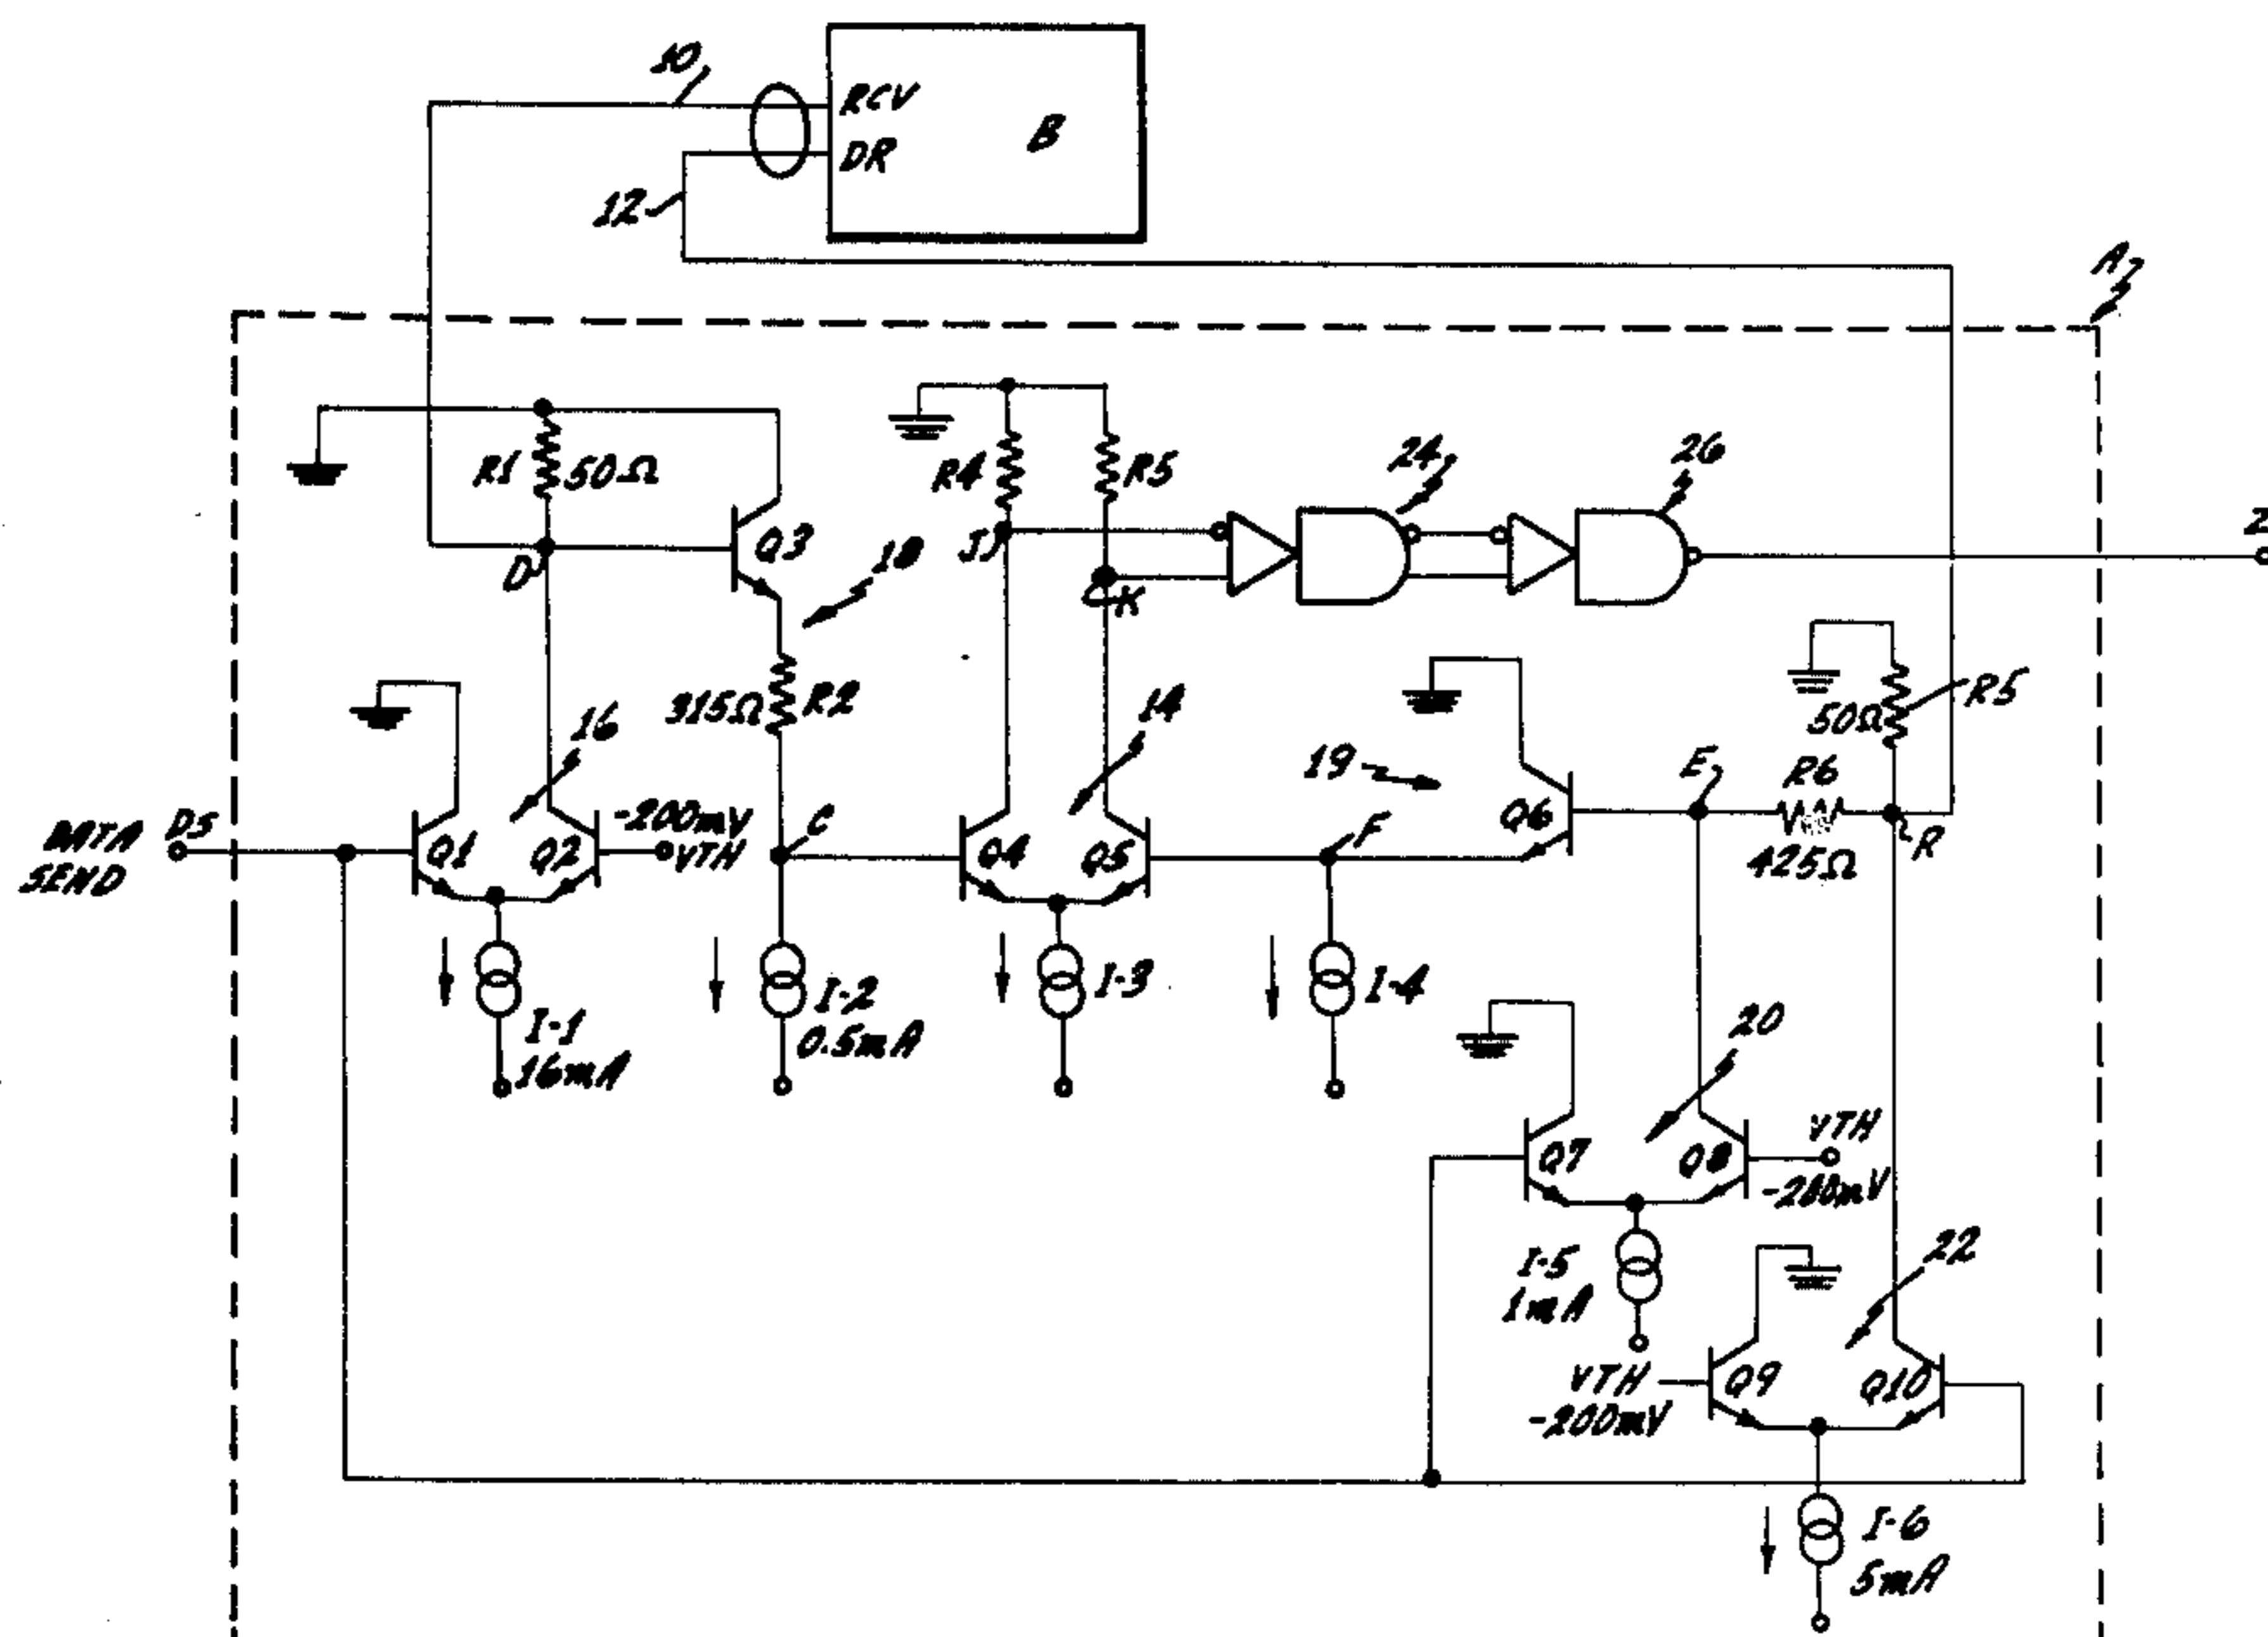 10
RCV
DR
B
12
A
R1
50Ω
D
Q3
18
R4
R5
J
K
24
26
2
315Ω
R2
16
14
19
50Ω
R5
E
R6
425Ω
R
DATA
SEND
DS
Q1
Q2
-200mV
VTH
C
Q4
Q5
F
Q6
I-1
16mA
I-2
0.5mA
I-3
I-4
20
Q7
Q8
VTH
-200mV
I-5
1mA
22
VTH
-200mV
Q9
Q10
I-6
5mA